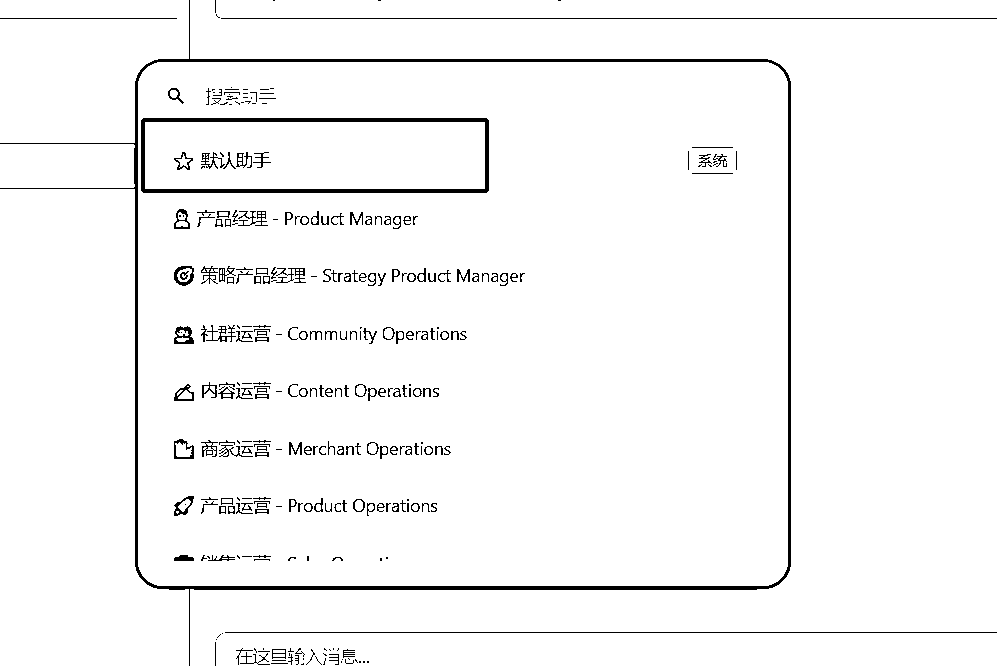 搜索助手
默认助手 系统
产品经理 - Product Manager
策略产品经理 - Strategy Product Manager
社群运营 - Community Operations
内容运营 - Content Operations
商家运营 - Merchant Operations
产品运营 - Product Operations
在这里输入消息...